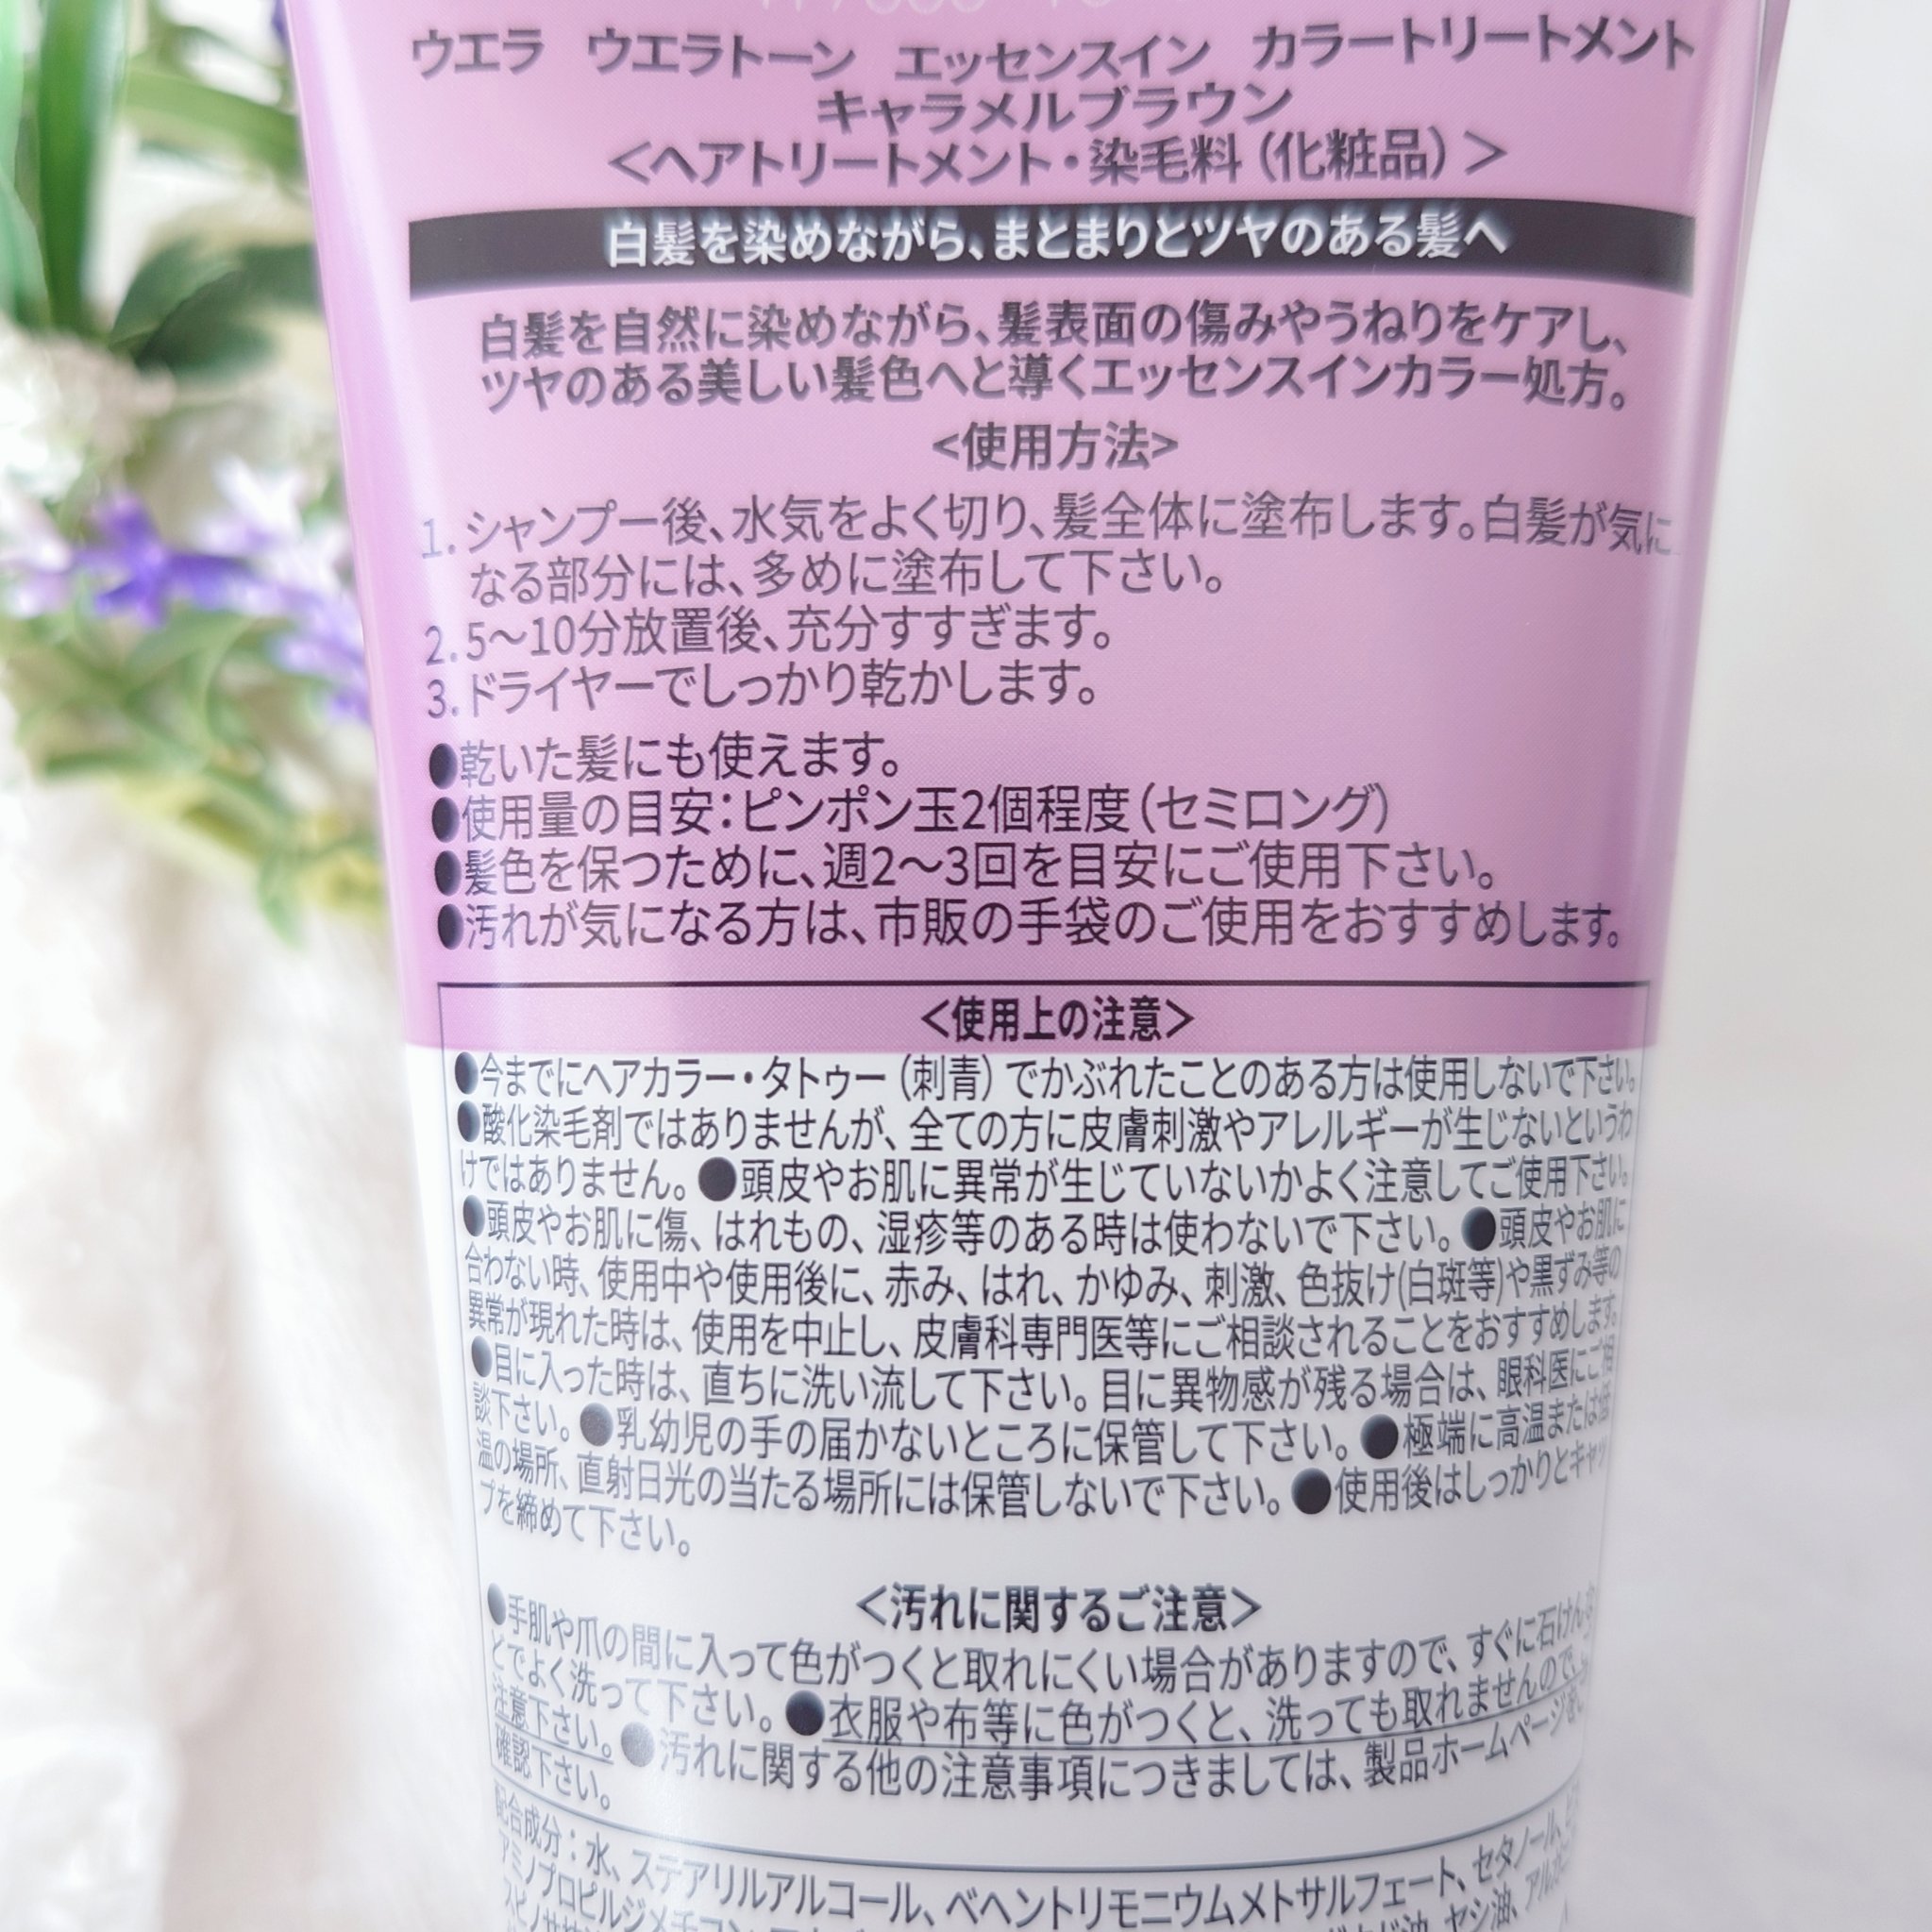 ウエラ ウエラトーン エッセンスイン カラートリートメント
キャラメルブラウン
＜ヘアトリートメント・染毛料（化粧品）＞
白髪を染めながら、まとまりとツヤのある髪へ
白髪を自然に染めながら、髪表面の傷みやうねりをケアし、
ツヤのある美しい髪色へと導くエッセンスインカラー処方。
<使用方法>
1. シャンプー後、水気をよく切り、髪全体に塗布します。白髪が気に
なる部分には、多めに塗布して下さい。
2. 5～10分放置後、充分すすぎます。
3. ドライヤーでしっかり乾かします。
●乾いた髪にも使えます。
●使用量の目安：ピンポン玉2個程度（セミロング）
●髪色を保つために、週2～3回を目安にご使用下さい。
●汚れが気になる方は、市販の手袋のご使用をおすすめします。
＜使用上の注意＞
●今までにヘアカラー・タトゥー（刺青）でかぶれたことのある方は使用しないで下さい。
●酸化染毛剤ではありませんが、全ての方に皮膚刺激やアレルギーが生じないというわ
けではありません。●頭皮やお肌に異常が生じていないかよく注意してご使用下さい。
●頭皮やお肌に傷、はれもの、湿疹等のある時は使わないで下さい。●頭皮やお肌に
合わない時、使用中や使用後に、赤み、はれ、かゆみ、刺激、色抜け(白斑等)や黒ずみ等の
異常が現れた時は、使用を中止し、皮膚科専門医等にご相談されることをおすすめします。
●目に入った時は、直ちに洗い流して下さい。目に異物感が残る場合は、眼科医にご相
談下さい。●乳幼児の手の届かないところに保管して下さい。●極端に高温または低
温の場所、直射日光の当たる場所には保管しないで下さい。●使用後はしっかりとキャッ
プを締めて下さい。
＜汚れに関するご注意＞
●手肌や爪の間に入って色がつくと取れにくい場合がありますので、すぐに石けんな
どでよく洗って下さい。●衣服や布等に色がつくと、洗っても取れませんので、
注意下さい。●汚れに関する他の注意事項につきましては、製品ホームページ
確認下さい。
配合成分：水、ステアリルアルコール、ベヘントリモニウムメトサルフェート、セタノール、
アミノプロピルジメチコン、
ヤシ油、